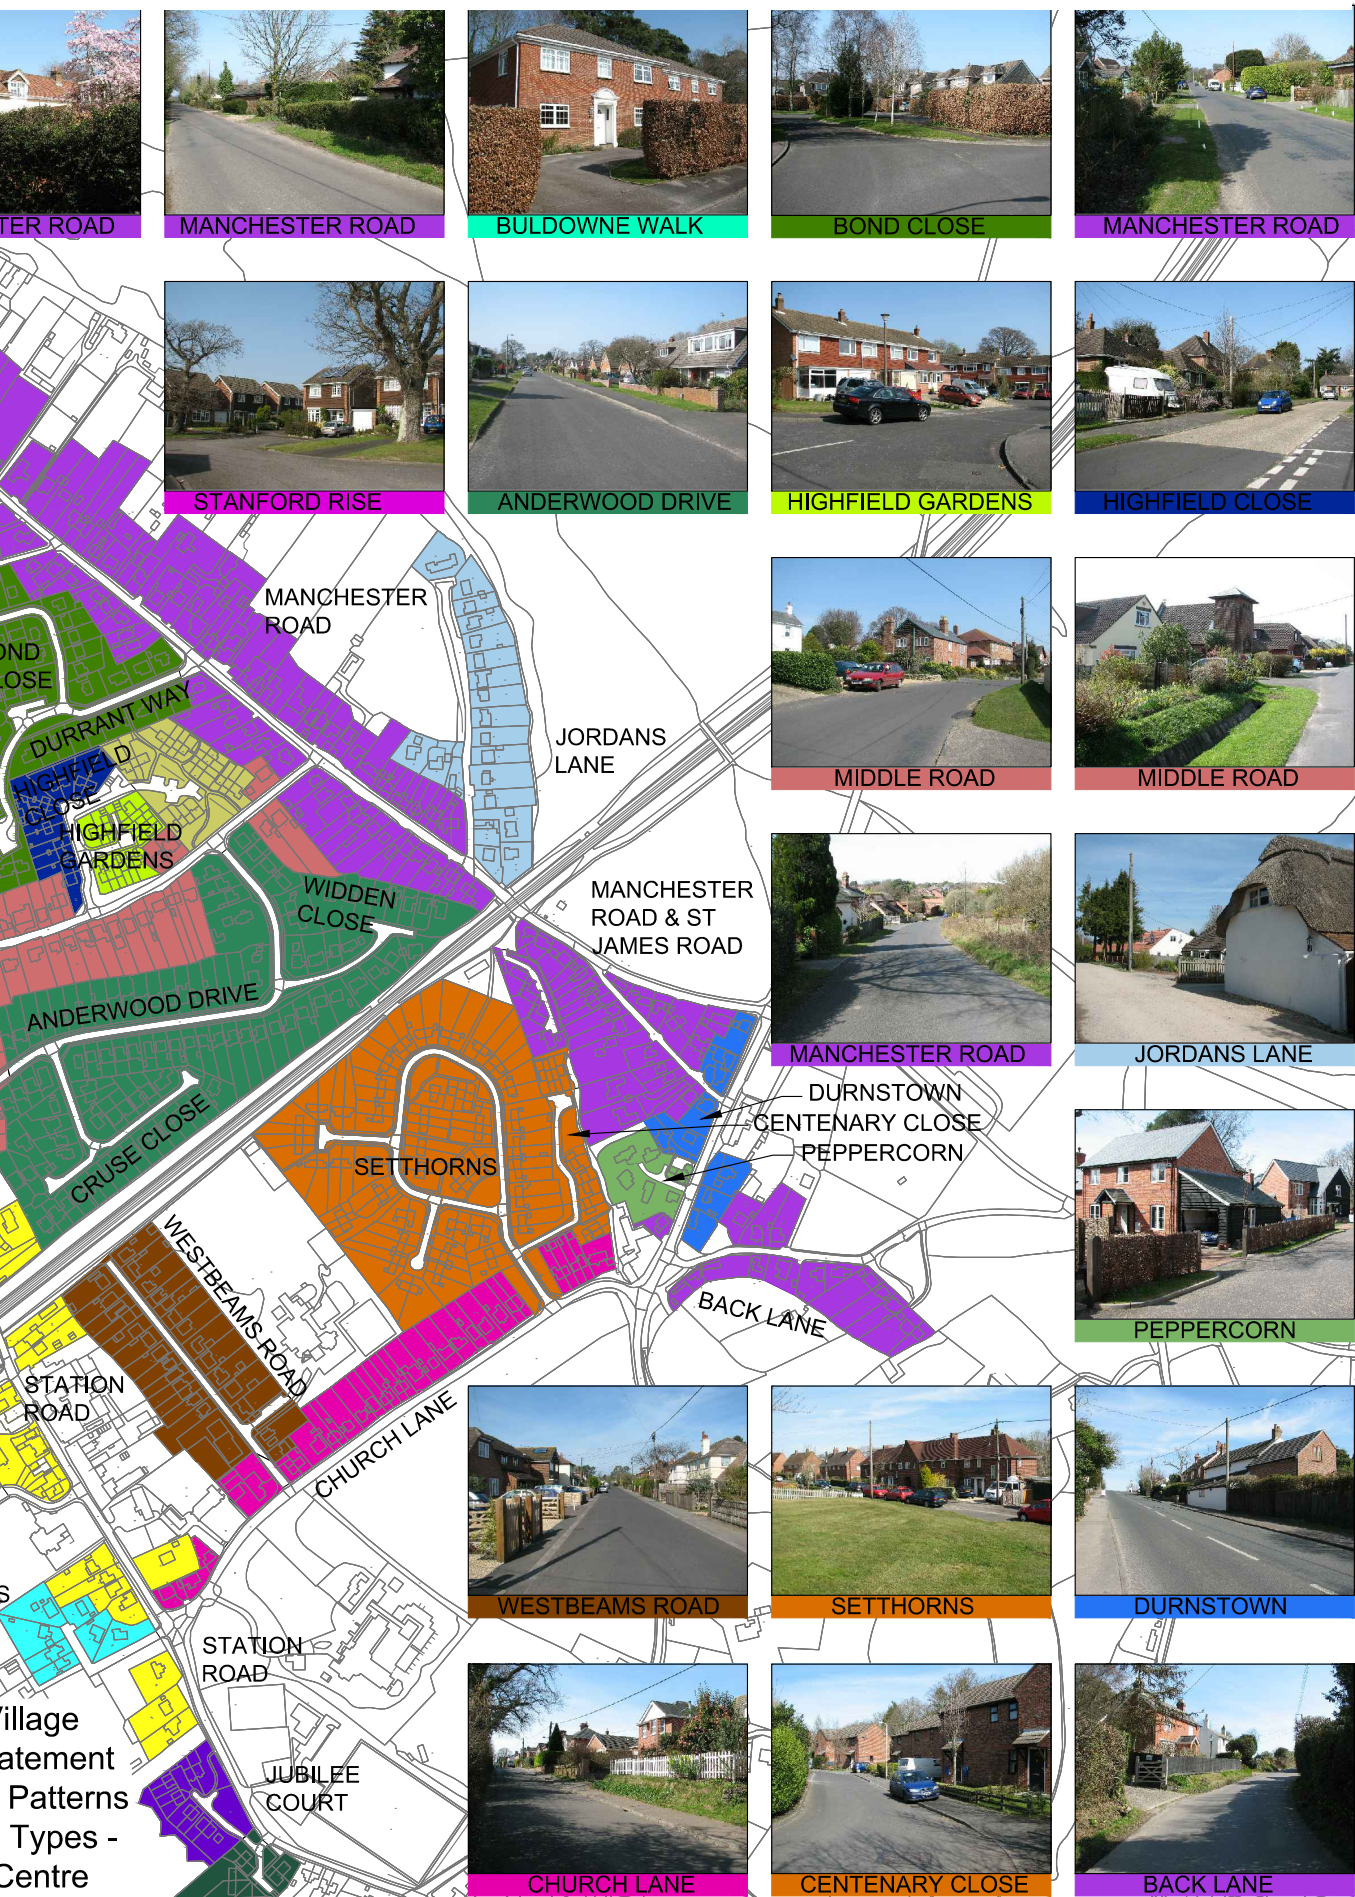 TER ROAD
MANCHESTER ROAD
BULDOWNE WALK
BOND CLOSE
MANCHESTER ROAD
STANFORD RISE
ANDERWOOD DRIVE
HIGHFIELD GARDENS
HIGHFIELD CLOSE
MANCHESTER
ROAD
OND
LOSE
DURRANT WAY
HIGHFIELD
CLOSE
HIGHFIELD
GARDENS
JORDANS
LANE
MIDDLE ROAD
MIDDLE ROAD
WIDDEN
CLOSE
MANCHESTER
ROAD & ST
JAMES ROAD
ANDERWOOD DRIVE
MANCHESTER ROAD
JORDANS LANE
CRUSE CLOSE
SETTHORNS
DURNSTOWN
CENTENARY CLOSE
PEPPERCORN
WESTBEAMS ROAD
BACK LANE
PEPPERCORN
STATION
ROAD
CHURCH LANE
WESTBEAMS ROAD
SETTHORNS
DURNSTOWN
S
STATION
ROAD
Village
atement
Patterns
Types -
Centre
JUBILEE
COURT
CHURCH LANE
CENTENARY CLOSE
BACK LANE